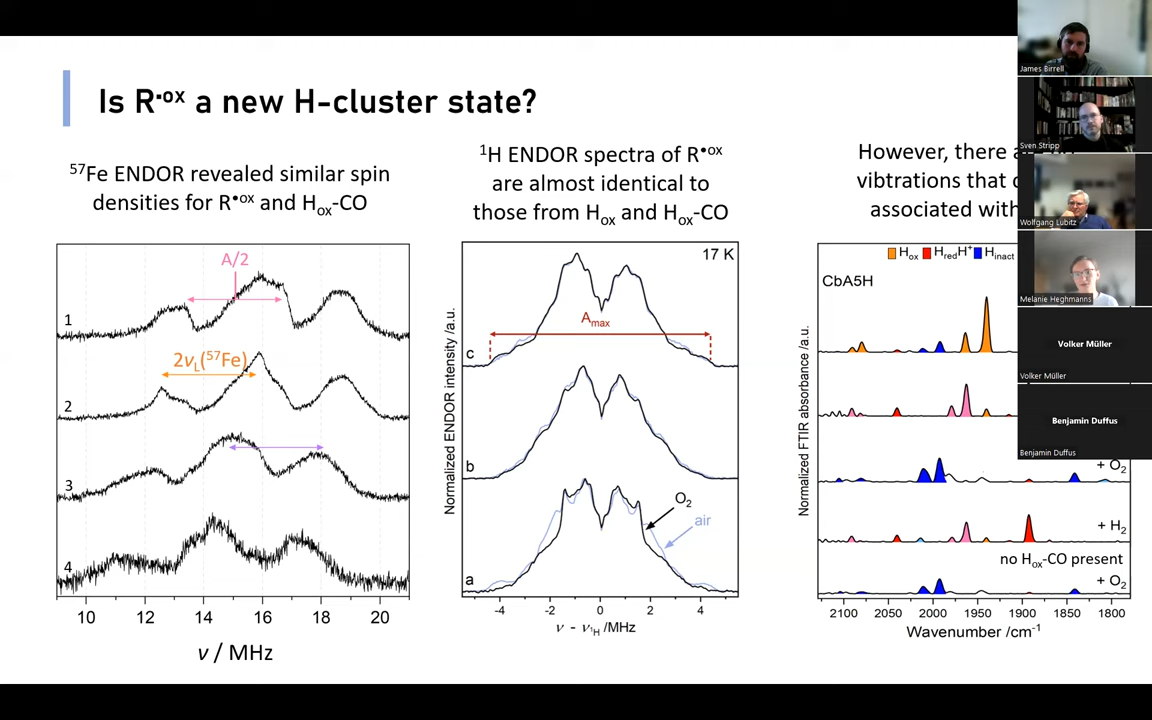 Is R•ox a new H-cluster state?
57Fe ENDOR revealed similar spin
densities for R•ox and Hox-CO
1H ENDOR spectra of R•ox
are almost identical to
those from Hox and Hox-CO
However, there
vibtrations that
associated with
A/2
2νL(57Fe)
1
2
3
4
10
12
14
16
18
20
ν / MHz
Normalized ENDOR intensity /a.u.
17 K
Amax
c
b
a
O2
air
-4
-2
0
2
4
ν - ν1H /MHz
Normalized FTIR absorbance /a.u.
Hox HredH+ Hinact
CbA5H
+ O2
+ H2
no Hox-CO present
+ O2
2100
2050
2000
1950
1900
1850
1800
Wavenumber /cm-1
James Birrell
Sven Stripp
Wolfgang Lubitz
Melanie Heghmanns
Volker Müller
Volker Müller
Benjamin Duffus
Benjamin Duffus